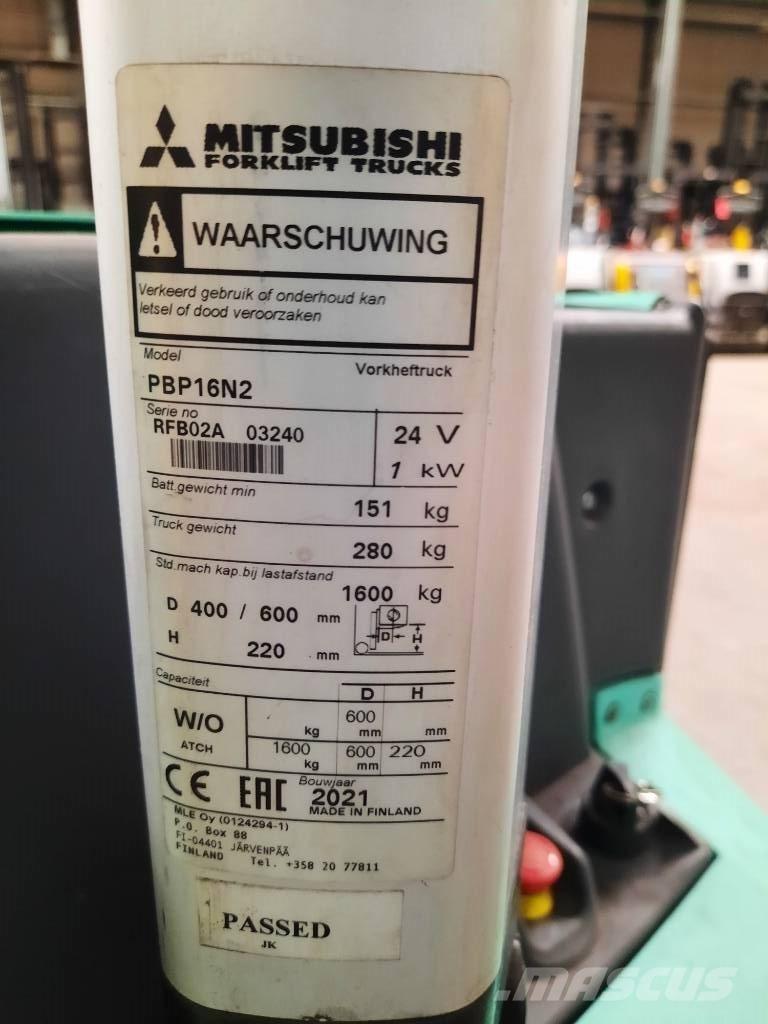 MITSUBISHI
FORKLIFT TRUCKS
WAARSCHUWING
Verkeerd gebruik of onderhoud kan
letsel of dood veroorzaken
Model
Vorkheftruck
PBP16N2
Serie no
RFB02A 03240
24 V
1 kW
Batt.gewicht min
151 kg
Truck gewicht
280 kg
Std.mach kap.bij lastafstand
1600 kg
D 400 / 600 mm
D
H
H 220 mm
Capaciteit
D H
W/O
ATCH
600
kg mm mm
1600 600 220
kg mm mm
CE EAC
Bouwjaar
2021
MADE IN FINLAND
MLE Oy (0124294-1)
P.O. Box 88
FI-04401 JÄRVENPÄÄ
FINLAND Tel. +358 20 77811
PASSED
JK
MASCUS